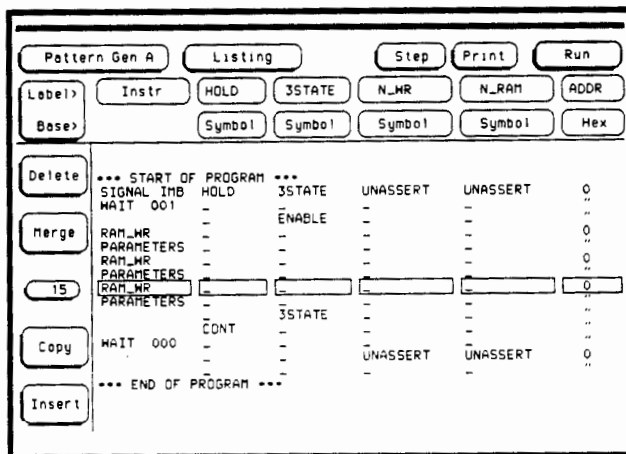 Pattern Gen A Listing Step Print Run
Label> Instr HOLD 3STATE N_WR N_RAM ADDR
Base> Symbol Symbol Symbol Symbol Hex
Delete
*** START OF PROGRAM ***
SIGNAL IMB HOLD 3STATE UNASSERT UNASSERT 0
WAIT 001 _ _ _ _ "
_ ENABLE _ _ "
Merge
RAM_WR _ _ _ _ 0
PARAMETERS _ _ _ _ "
RAM_WR _ _ _ _ 0
PARAMETERS _ _ _ _ "
15 RAM_WR _ _ _ _ 0
PARAMETERS _ _ _ _ "
_ 3STATE _ _ "
CONT _ _ _ "
Copy WAIT 000 _ _ _ _ "
_ _ UNASSERT UNASSERT 0
_ _ _ _ "
*** END OF PROGRAM ***
Insert